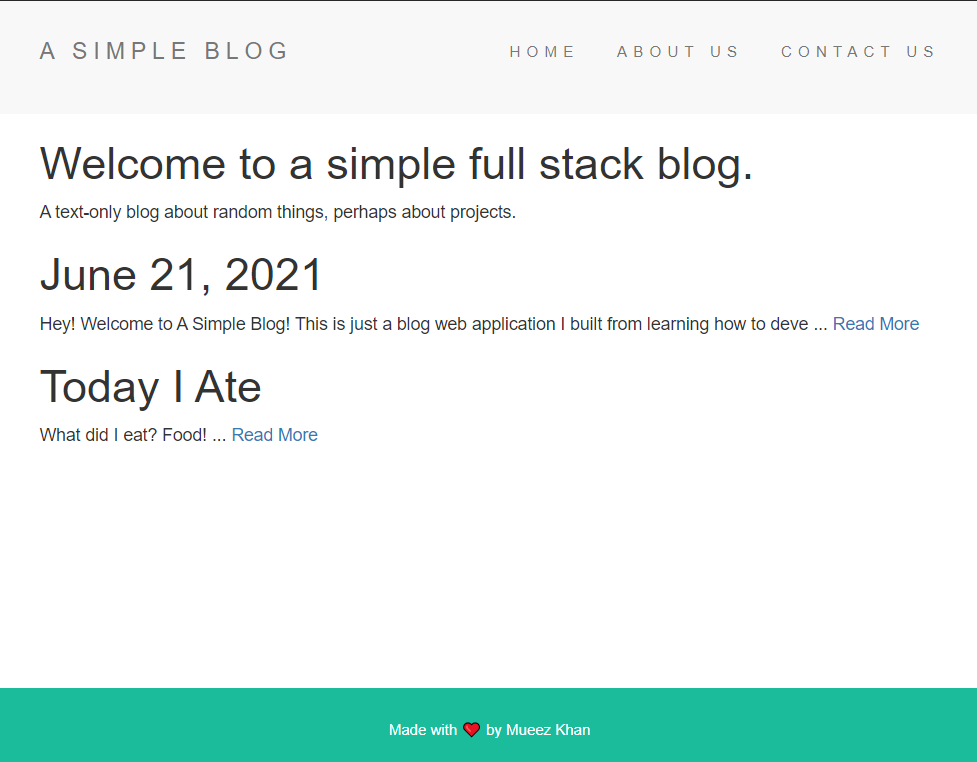 A SIMPLE BLOG HOME ABOUT US CONTACT US
Welcome to a simple full stack blog.
A text-only blog about random things, perhaps about projects.
June 21, 2021
Hey! Welcome to A Simple Blog! This is just a blog web application I built from learning how to deve ... Read More
Today I Ate
What did I eat? Food! ... Read More
Made with ❤️ by Mueez Khan